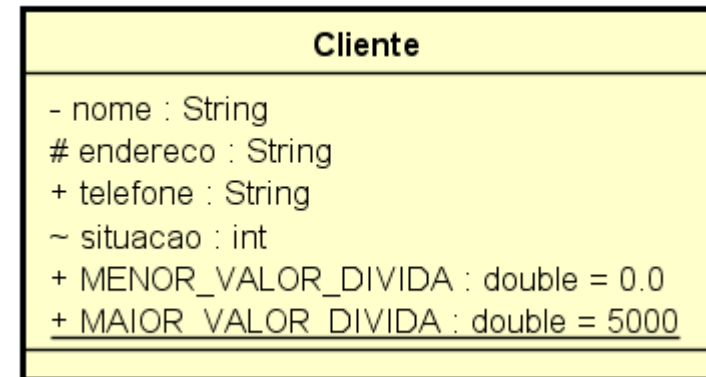 Cliente
- nome : String
# endereco : String
+ telefone : String
~ situacao : int
+ MENOR_VALOR_DIVIDA : double = 0.0
+ MAIOR_VALOR_DIVIDA : double = 5000